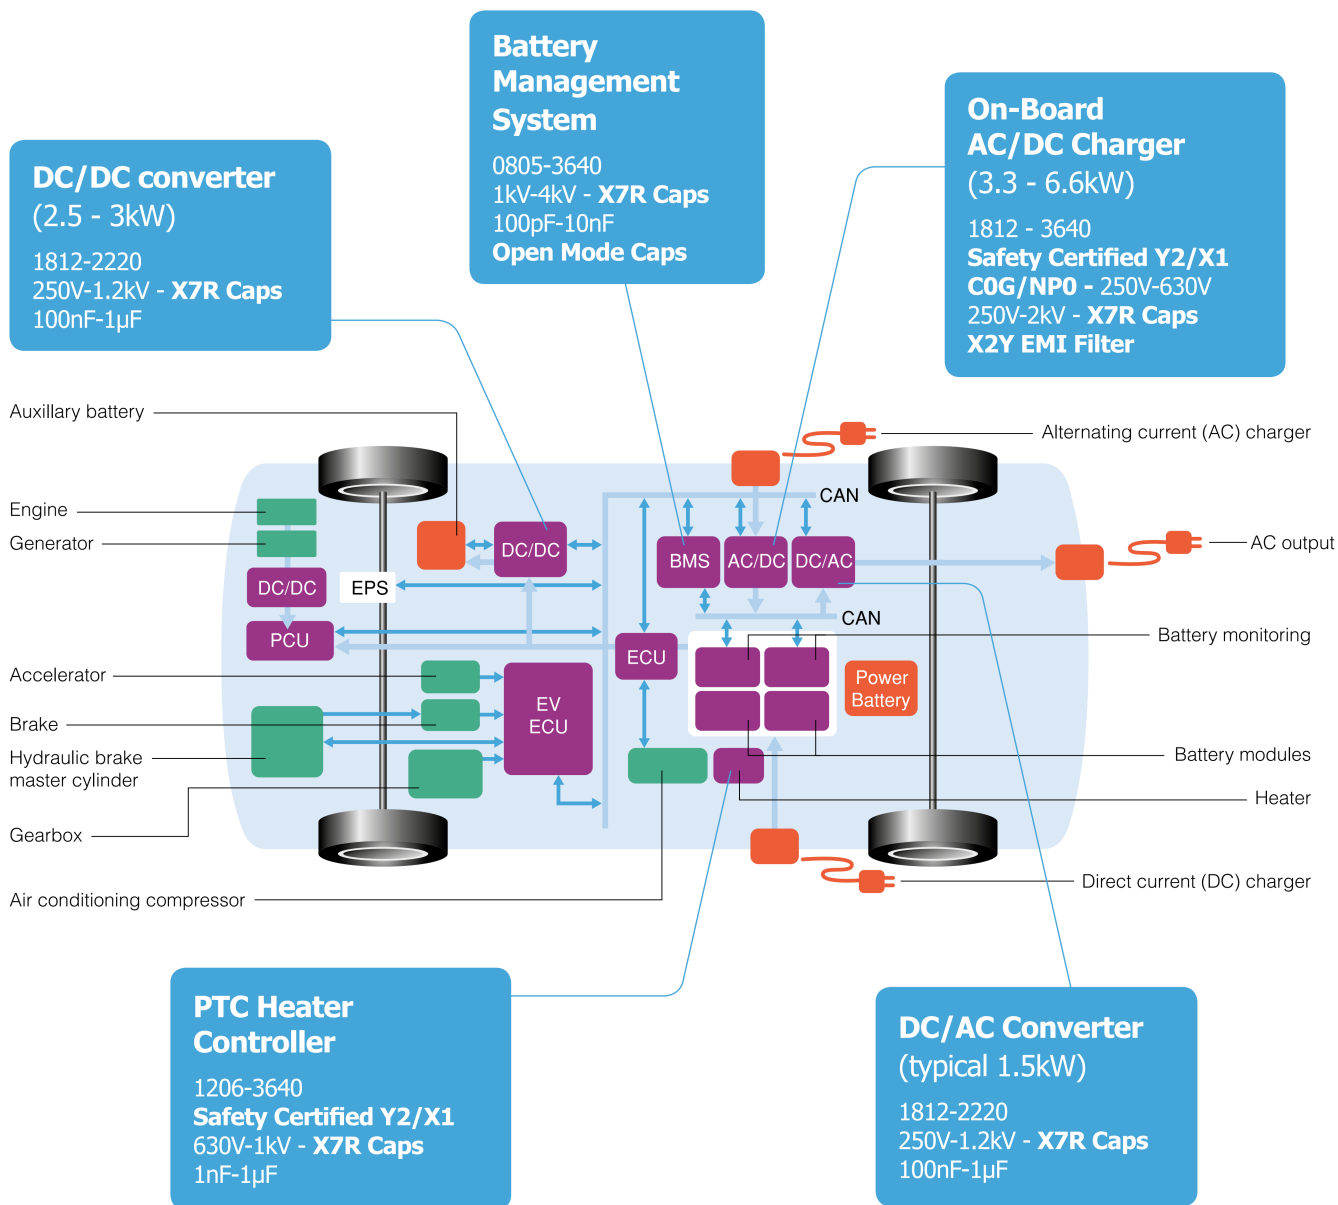 Battery
Management
System
0805-3640
1kV-4kV - X7R Caps
100pF-10nF
Open Mode Caps
On-Board
AC/DC Charger
(3.3 - 6.6kW)
1812 - 3640
Safety Certified Y2/X1
C0G/NP0 - 250V-630V
250V-2kV - X7R Caps
X2Y EMI Filter
DC/DC converter
(2.5 - 3kW)
1812-2220
250V-1.2kV - X7R Caps
100nF-1µF
Auxillary battery
Alternating current (AC) charger
CAN
Engine
Generator
AC output
DC/DC
BMS
AC/DC
DC/AC
DC/DC
EPS
CAN
PCU
ECU
Battery monitoring
Accelerator
Power
Battery
EV
ECU
Brake
Hydraulic brake
master cylinder
Battery modules
Heater
Gearbox
Direct current (DC) charger
Air conditioning compressor
PTC Heater
Controller
1206-3640
Safety Certified Y2/X1
630V-1kV - X7R Caps
1nF-1µF
DC/AC Converter
(typical 1.5kW)
1812-2220
250V-1.2kV - X7R Caps
100nF-1µF